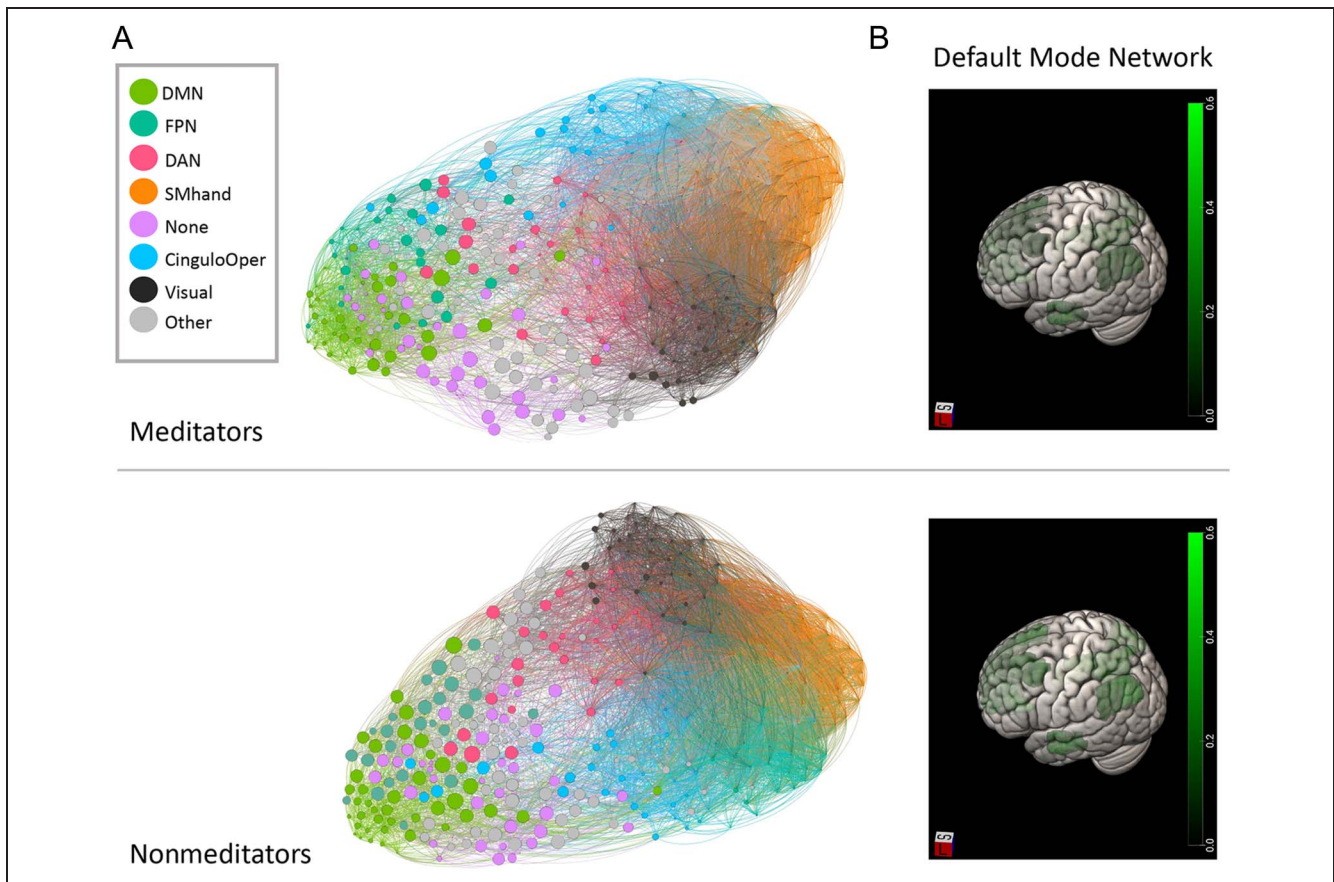 A
B
Default Mode Network
DMN
FPN
DAN
SMhand
None
CinguloOper
Visual
Other
0.6
0.4
0.2
0.0
S
Meditators
0.6
0.4
0.2
0.0
S
Nonmeditators